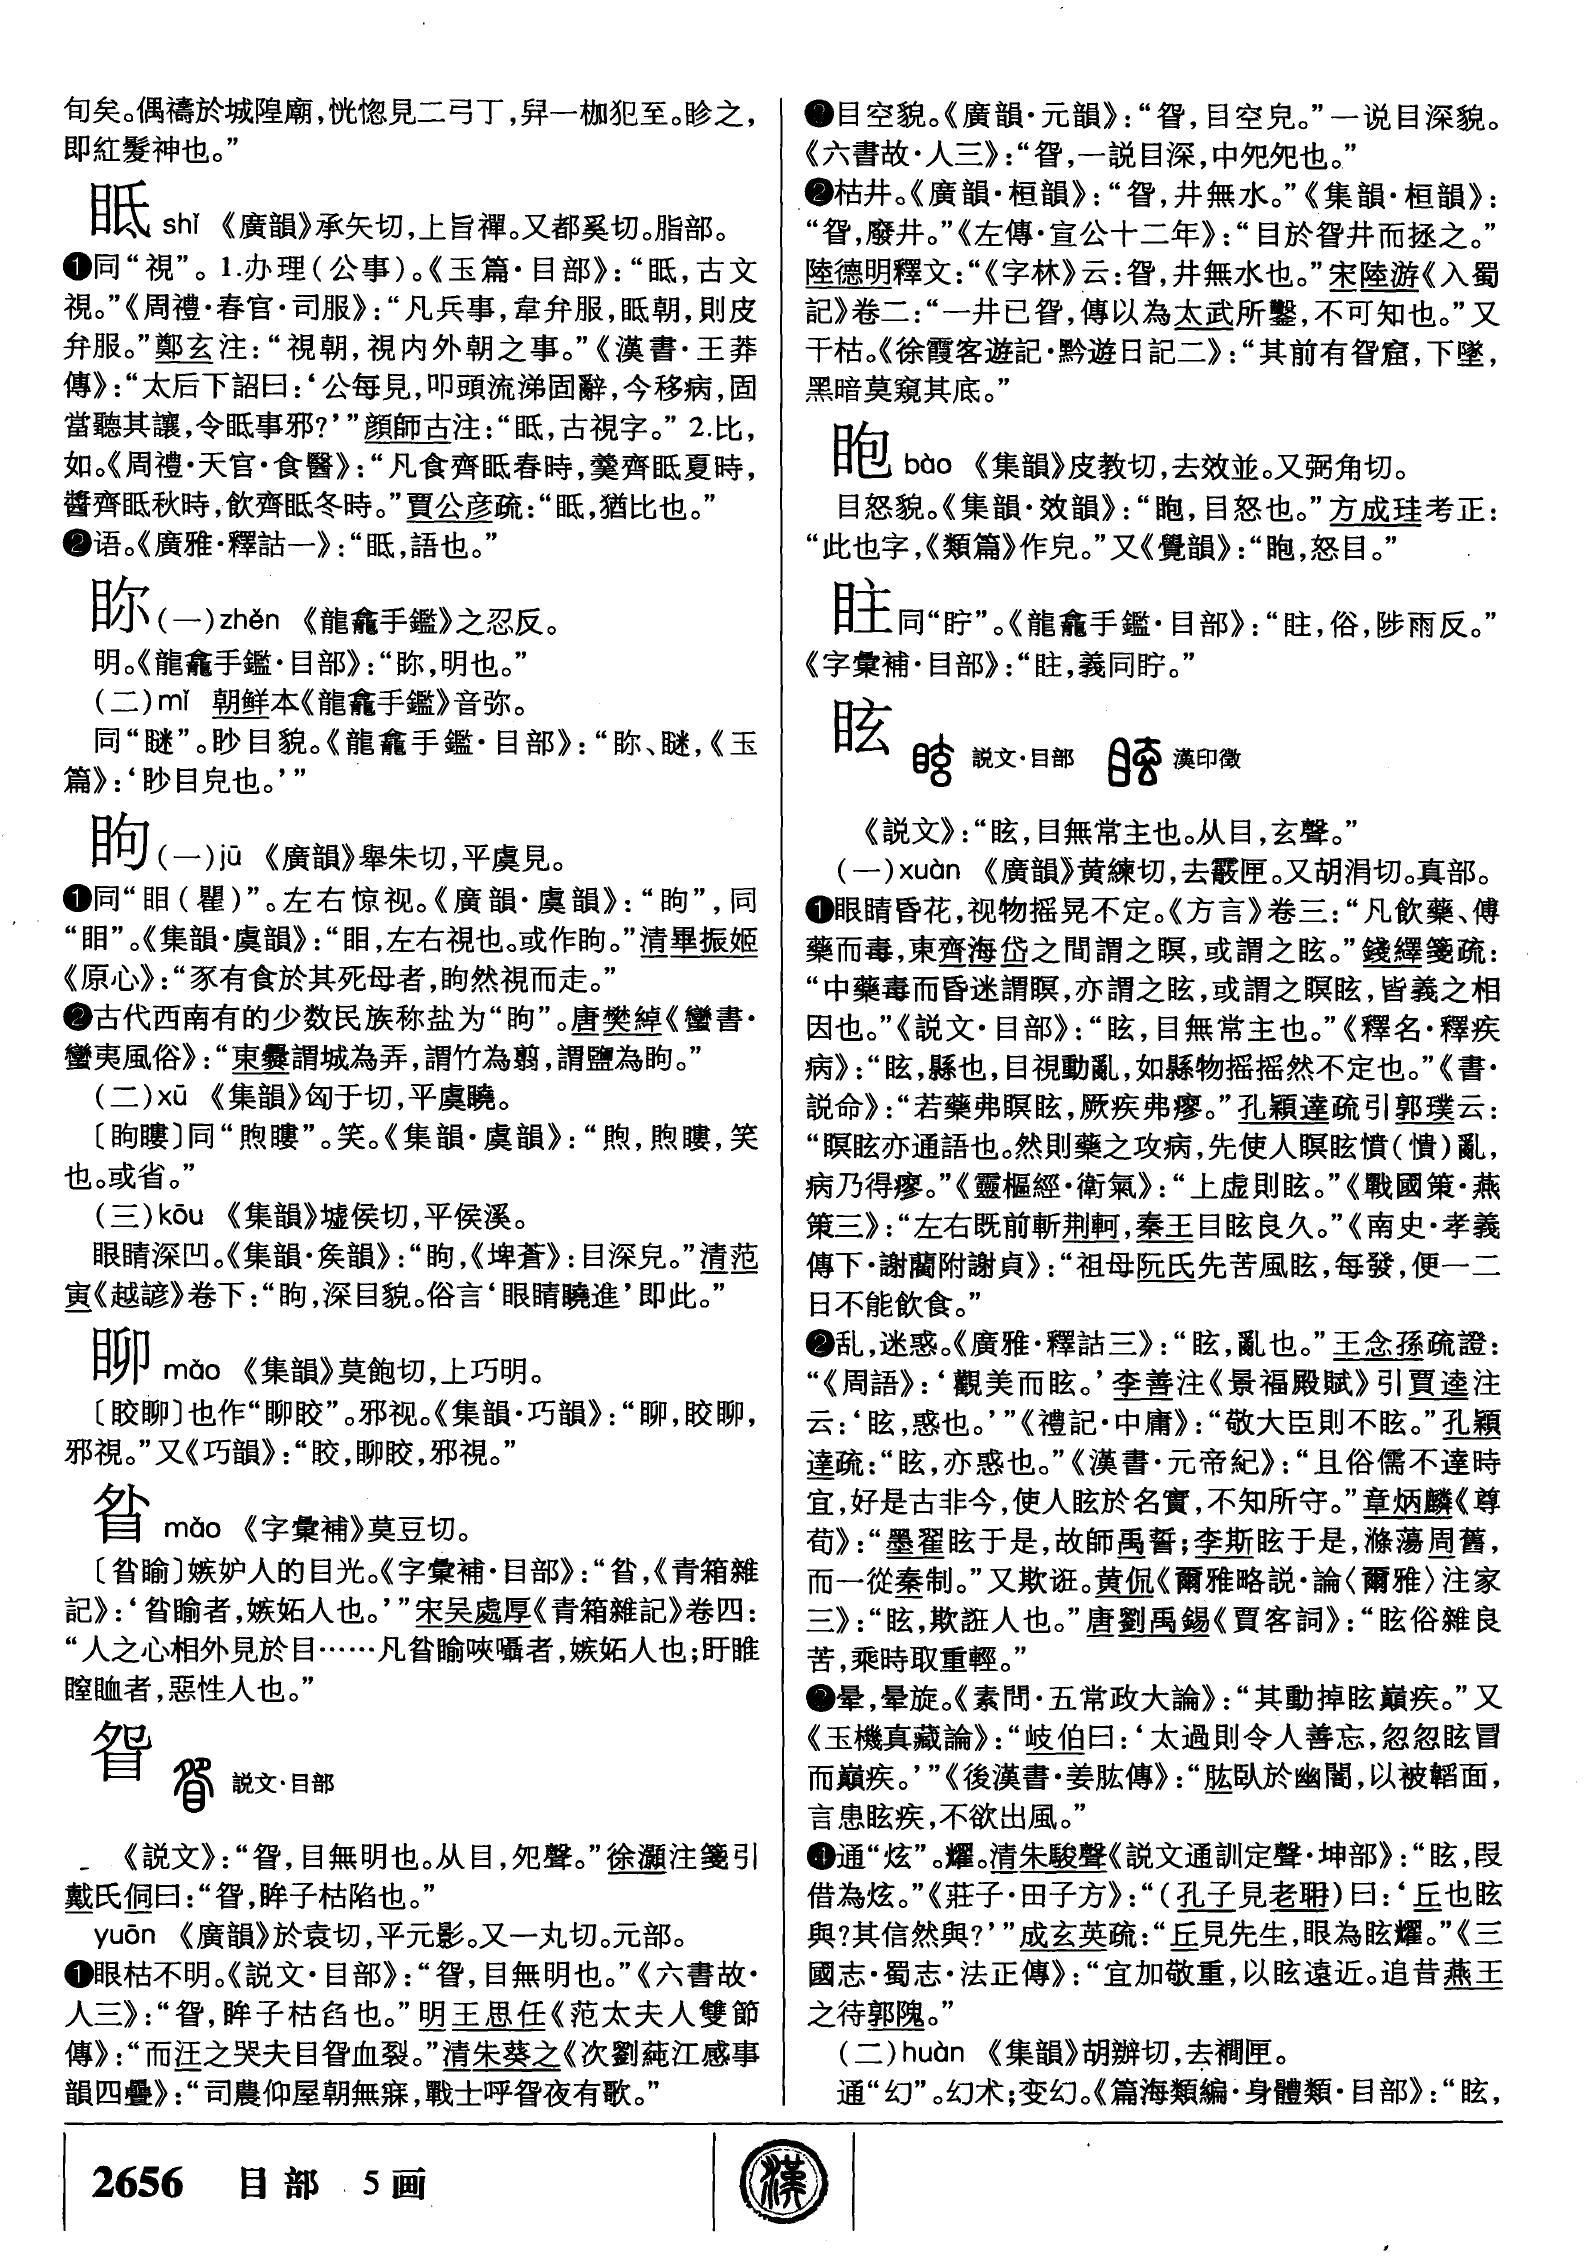 旬矣。偶禱於城隍廟，恍惚見二弓丁，舁一枷犯至。眕之，
即紅髮神也。”
眡 shǐ 《廣韻》承矢切，上旨禪。又都奚切。脂部。
❶同“視”。1.办理（公事）。《玉篇·目部》：“眡，古文
視。”《周禮·春官·司服》：“凡兵事，韋弁服，眡朝，則皮
弁服。”鄭玄注：“視朝，視内外朝之事。”《漢書·王莽
傳》：“太后下詔曰：‘公每見，叩頭流涕固辭，今移病，固
當聽其讓，令眡事邪？’”顔師古注：“眡，古視字。”2.比，
如。《周禮·天官·食醫》：“凡食齊眡春時，羹齊眡夏時，
醬齊眡秋時，飲齊眡冬時。”賈公彦疏：“眡，猶比也。”
❷语。《廣雅·釋詁一》：“眡，語也。”
眎（一）zhěn 《龍龕手鑑》之忍反。
明。《龍龕手鑑·目部》：“眎，明也。”
（二）mǐ 朝鲜本《龍龕手鑑》音弥。
同“瞇”。眇目貌。《龍龕手鑑·目部》：“眎、瞇，《玉
篇》：‘眇目皃也。’”
眗（一）jū 《廣韻》舉朱切，平虞見。
❶同“䀠（瞿）”。左右惊视。《廣韻·虞韻》：“眗”，同
“䀠”。《集韻·虞韻》：“䀠，左右視也。或作眗。”清畢振姬
《原心》：“豕有食於其死母者，眗然視而走。”
❷古代西南有的少数民族称盐为“眗”。唐樊綽《蠻書·
蠻夷風俗》：“東爨謂城為弄，謂竹為翦，謂鹽為眗。”
（二）xū 《集韻》匈于切，平虞曉。
〔眗瞜〕同“煦瞜”。笑。《集韻·虞韻》：“煦，煦瞜，笑
也。或省。”
（三）kōu 《集韻》墟侯切，平侯溪。
眼睛深凹。《集韻·矦韻》：“眗，《埤蒼》：目深皃。”清范
寅《越諺》卷下：“眗，深目貌。俗言‘眼睛曉進’即此。”
𥅻 mǎo 《集韻》莫飽切，上巧明。
〔䀊𥅻〕也作“𥅻䀊”。邪视。《集韻·巧韻》：“𥅻，䀊𥅻，
邪視。”又《巧韻》：“䀊，𥅻䀊，邪視。”
mǎo 《字彙補》莫豆切。
〔睮〕嫉妒人的目光。《字彙補·目部》：“，《青箱雜
記》：‘睮者，嫉妬人也。’”宋吴處厚《青箱雜記》卷四：
“人之心相外見於目……凡睮㗒囁者，嫉妬人也；盱睢
瞠䀏者，惡性人也。”
眢 説文·目部
《説文》：“眢，目無明也。从目，夗聲。”徐灝注箋引
戴氏侗曰：“眢，眸子枯陷也。”
yuān 《廣韻》於袁切，平元影。又一丸切。元部。
❶眼枯不明。《説文·目部》：“眢，目無明也。”《六書故·
人三》：“眢，眸子枯臽也。”明王思任《范太夫人雙節
傳》：“而汪之哭夫目眢血裂。”清朱葵之《次劉蒓江感事
韻四疊》：“司農仰屋朝無寐，戰士呼眢夜有歌。”
❸目空貌。《廣韻·元韻》：“眢，目空皃。”一说目深貌。
《六書故·人三》：“眢，一説目深，中夗夗也。”
❷枯井。《廣韻·桓韻》：“眢，井無水。”《集韻·桓韻》：
“眢，廢井。”《左傳·宣公十二年》：“目於眢井而拯之。”
陸德明釋文：“《字林》云：眢，井無水也。”宋陸游《入蜀
記》卷二：“一井已眢，傳以為太武所鑿，不可知也。”又
干枯。《徐霞客遊記·黔遊日記二》：“其前有眢窟，下墜，
黑暗莫窺其底。”
䀔 bào 《集韻》皮教切，去效並。又弼角切。
目怒貌。《集韻·效韻》：“䀔，目怒也。”方成珪考正：
“此也字，《類篇》作皃。”又《覺韻》：“䀔，怒目。”
眝同“眝”。《龍龕手鑑·目部》：“䀒，俗，陟雨反。”
《字彙補·目部》：“䀒，義同眝。”
眩 説文·目部 漢印徵
《説文》：“眩，目無常主也。从目，玄聲。”
（一）xuàn 《廣韻》黄練切，去霰匣。又胡涓切。真部。
❶眼睛昏花，视物摇晃不定。《方言》卷三：“凡飲藥、傅
藥而毒，東齊海岱之間謂之瞑，或謂之眩。”錢繹箋疏：
“中藥毒而昏迷謂瞑，亦謂之眩，或謂之瞑眩，皆義之相
因也。”《説文·目部》：“眩，目無常主也。”《釋名·釋疾
病》：“眩，縣也，目視動亂，如縣物摇摇然不定也。”《書·
説命》：“若藥弗瞑眩，厥疾弗瘳。”孔穎達疏引郭璞云：
“瞑眩亦通語也。然則藥之攻病，先使人瞑眩憤（憒）亂，
病乃得瘳。”《靈樞經·衛氣》：“上虚則眩。”《戰國策·燕
策三》：“左右既前斬荆軻，秦王目眩良久。”《南史·孝義
傳下·謝藺附謝貞》：“祖母阮氏先苦風眩，每發，便一二
日不能飲食。”
❷乱，迷惑。《廣雅·釋詁三》：“眩，亂也。”王念孫疏證：
“《周語》：‘觀美而眩。’李善注《景福殿賦》引賈逵注
云：‘眩，惑也。’”《禮記·中庸》：“敬大臣則不眩。”孔穎
達疏：“眩，亦惑也。”《漢書·元帝紀》：“且俗儒不達時
宜，好是古非今，使人眩於名實，不知所守。”章炳麟《尊
荀》：“墨翟眩于是，故師禹誓；李斯眩于是，滌蕩周舊，
而一從秦制。”又欺诳。黄侃《爾雅略説·論〈爾雅〉注家
三》：“眩，欺誑人也。”唐劉禹錫《賈客詞》：“眩俗雜良
苦，乘時取重輕。”
❸晕，晕旋。《素問·五常政大論》：“其動掉眩巔疾。”又
《玉機真藏論》：“岐伯曰：‘太過則令人善忘，忽忽眩冒
而巔疾。’”《後漢書·姜肱傳》：“肱臥於幽闇，以被韜面，
言患眩疾，不欲出風。”
❹通“炫”。耀。清朱駿聲《説文通訓定聲·坤部》：“眩，叚
借為炫。”《莊子·田子方》：“（孔子見老聃）曰：‘丘也眩
與？其信然與？’”成玄英疏：“丘見先生，眼為眩耀。”《三
國志·蜀志·法正傳》：“宜加敬重，以眩遠近。追昔燕王
之待郭隗。”
（二）huàn 《集韻》胡辦切，去襇匣。
通“幻”。幻术；变幻。《篇海類編·身體類·目部》：“眩，
2656 目部 5画
漢